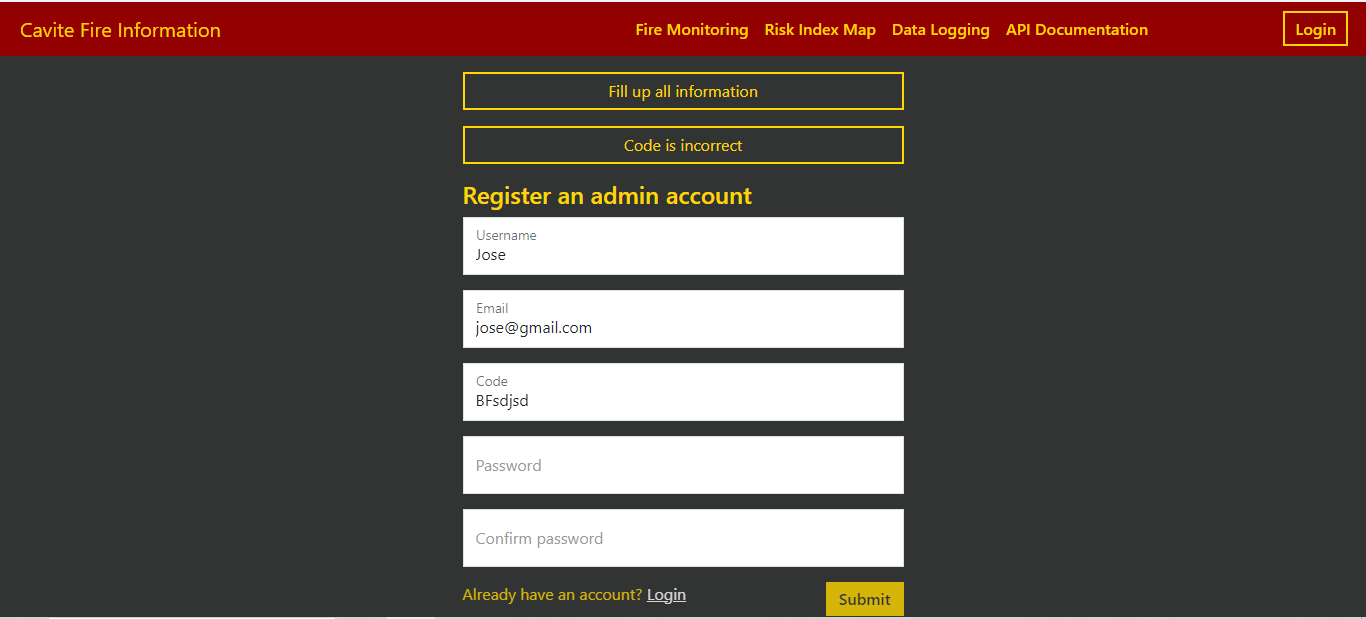 Cavite Fire Information Fire Monitoring Risk Index Map Data Logging API Documentation Login
Fill up all information
Code is incorrect
Register an admin account
Username
Jose
Email
jose@gmail.com
Code
BFsdjsd
Password
Confirm password
Already have an account? Login Submit